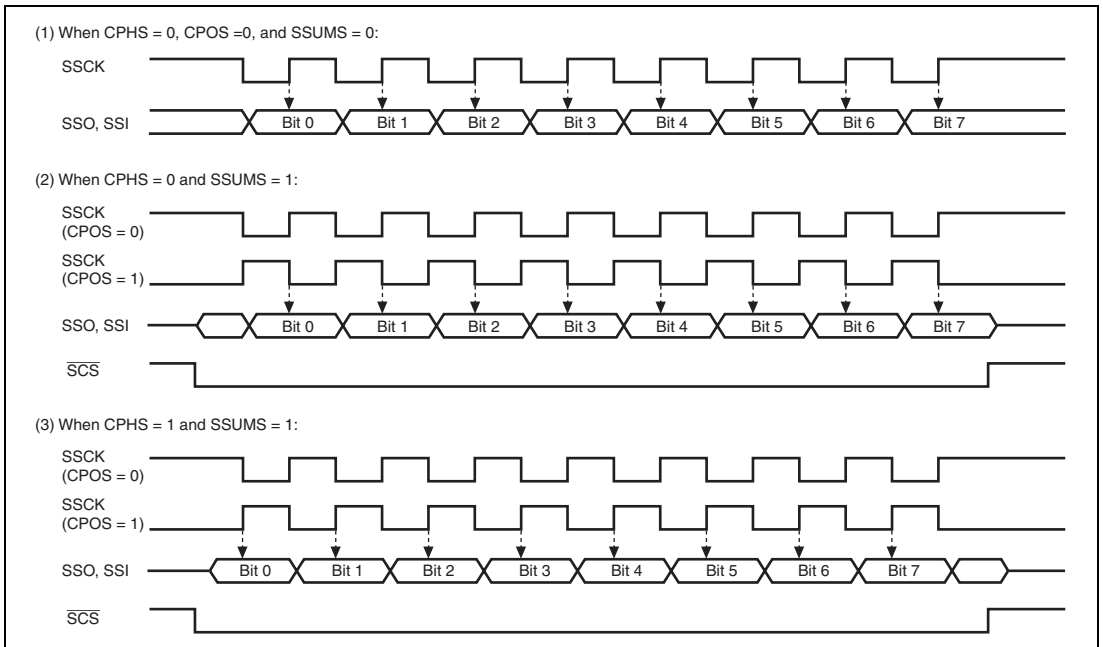 (1) When CPHS = 0, CPOS =0, and SSUMS = 0:
SSCK
SSO, SSI Bit 0 Bit 1 Bit 2 Bit 3 Bit 4 Bit 5 Bit 6 Bit 7
(2) When CPHS = 0 and SSUMS = 1:
SSCK
(CPOS = 0)
SSCK
(CPOS = 1)
SSO, SSI Bit 0 Bit 1 Bit 2 Bit 3 Bit 4 Bit 5 Bit 6 Bit 7
SCS
(3) When CPHS = 1 and SSUMS = 1:
SSCK
(CPOS = 0)
SSCK
(CPOS = 1)
SSO, SSI Bit 0 Bit 1 Bit 2 Bit 3 Bit 4 Bit 5 Bit 6 Bit 7
SCS